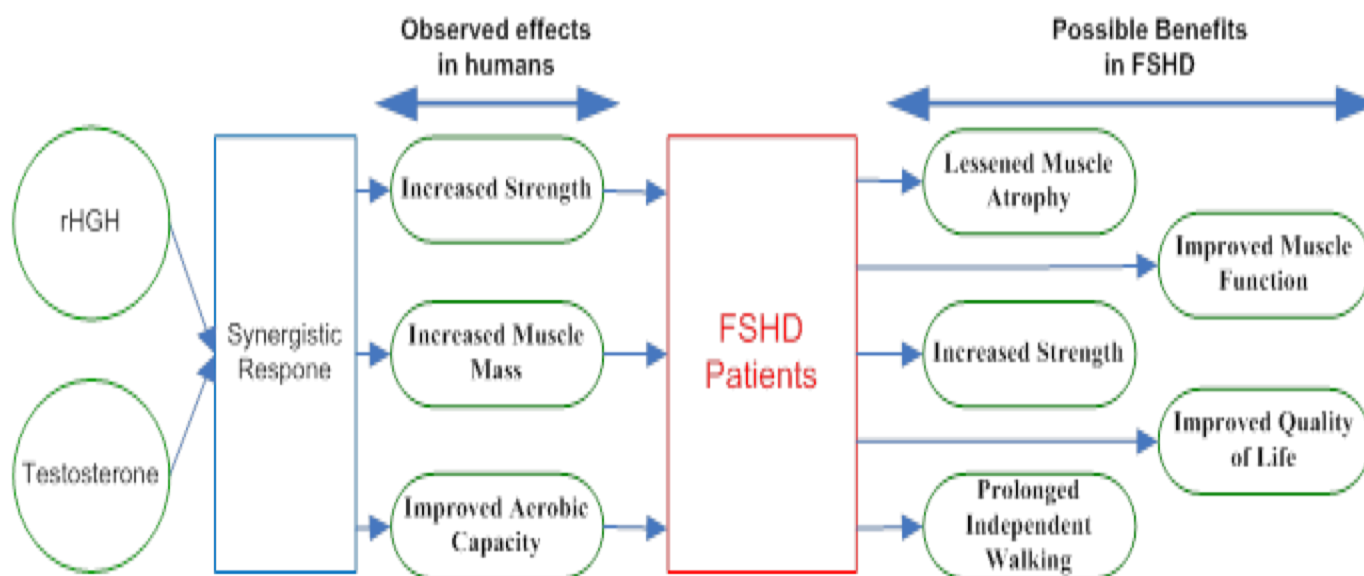 Observed effects
in humans
Possible Benefits
in FSHD
rHGH
Testosterone
Synergistic
Respone
Increased Strength
Increased Muscle
Mass
Improved Aerobic
Capacity
FSHD
Patients
Lessened Muscle
Atrophy
Improved Muscle
Function
Increased Strength
Improved Quality
of Life
Prolonged
Independent
Walking